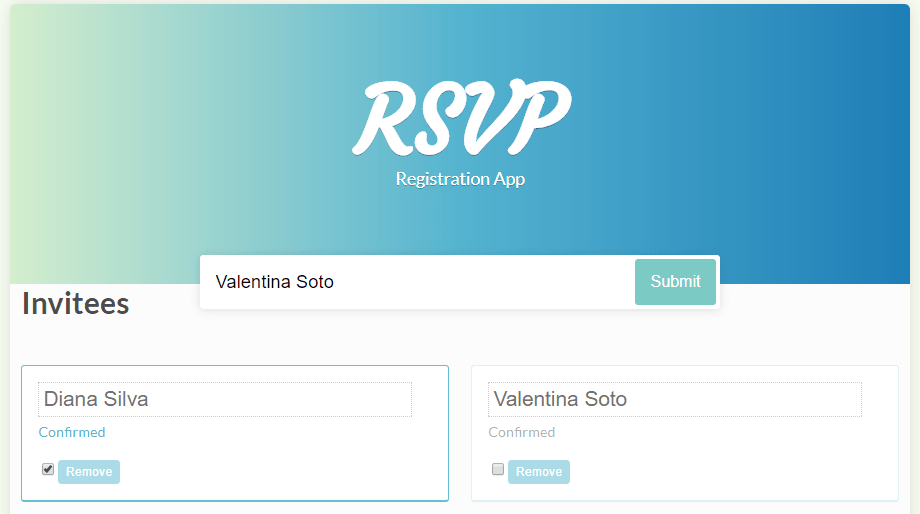 RSVP
Registration App
Valentina Soto
Submit
Invitees
Diana Silva
Confirmed
Remove
Valentina Soto
Confirmed
Remove